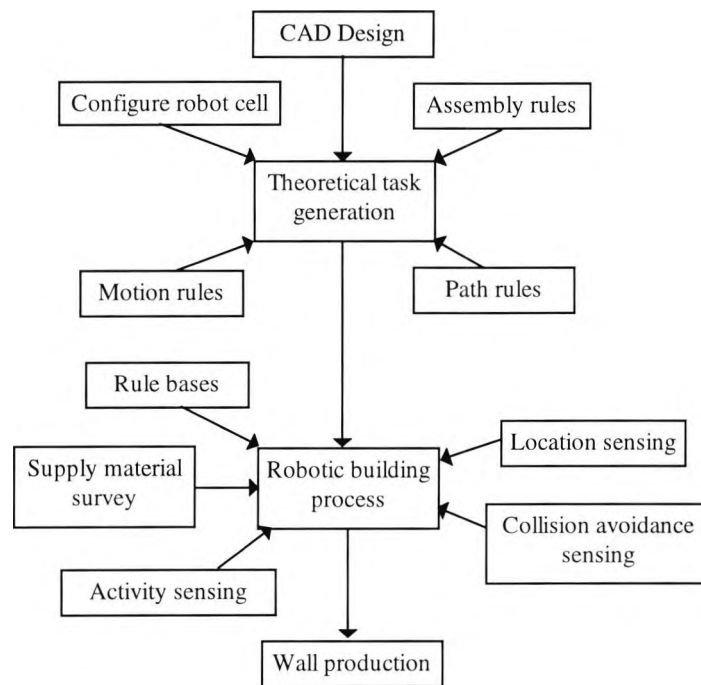 CAD Design
Configure robot cell
Assembly rules
Theoretical task
generation
Motion rules
Path rules
Rule bases
Location sensing
Supply material
survey
Robotic building
process
Collision avoidance
sensing
Activity sensing
Wall production